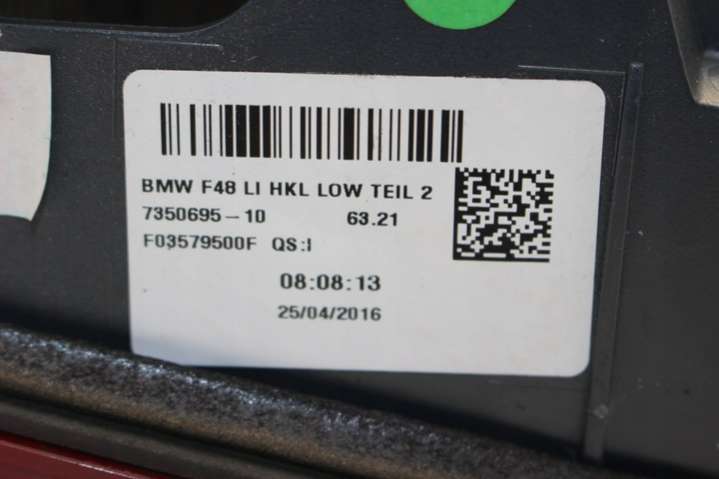 BMW F48 LI HKL LOW TEIL 2
7350695-10 63.21
F03579500F QS:I
08:08:13
25/04/2016